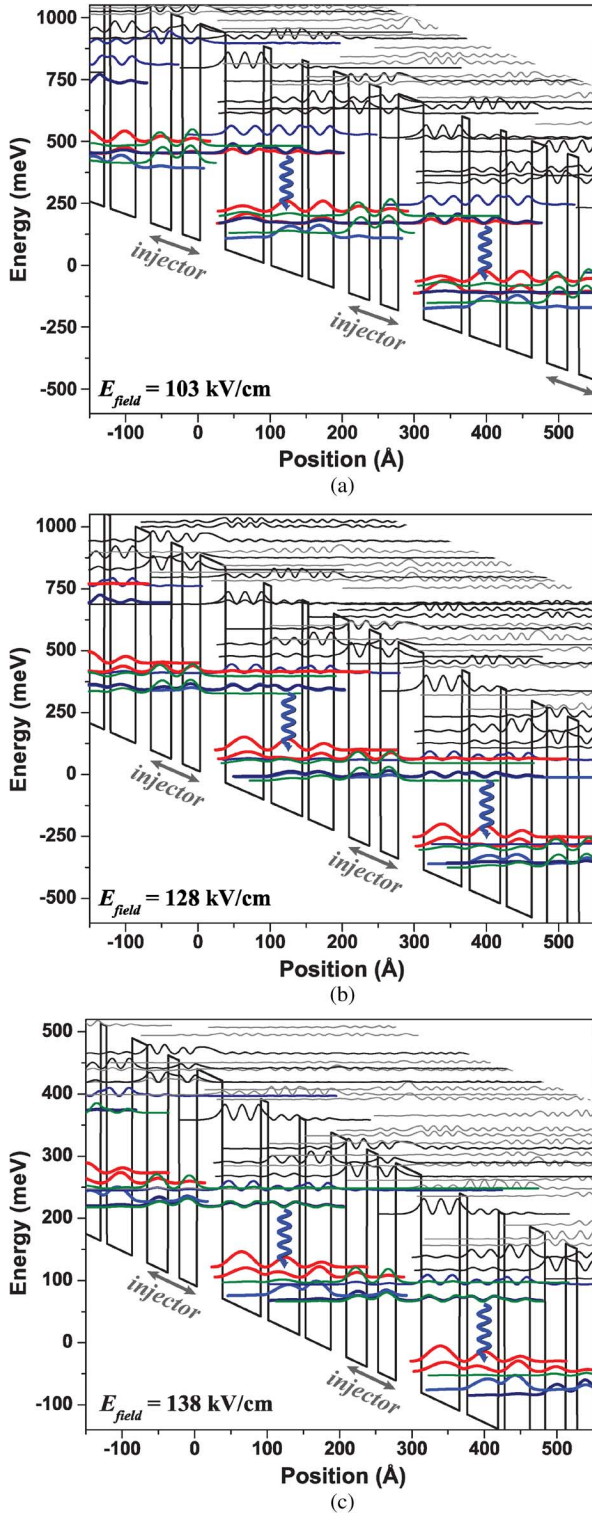 1000
750
500
250
0
-250
-500
Energy (meV)
injector
injector
E_field = 103 kV/cm
-100 0 100 200 300 400 500
Position (Å)
(a)
1000
750
500
250
0
-250
-500
Energy (meV)
injector
injector
E_field = 128 kV/cm
-100 0 100 200 300 400 500
Position (Å)
(b)
500
400
300
200
100
0
-100
Energy (meV)
injector
injector
E_field = 138 kV/cm
-100 0 100 200 300 400 500
Position (Å)
(c)